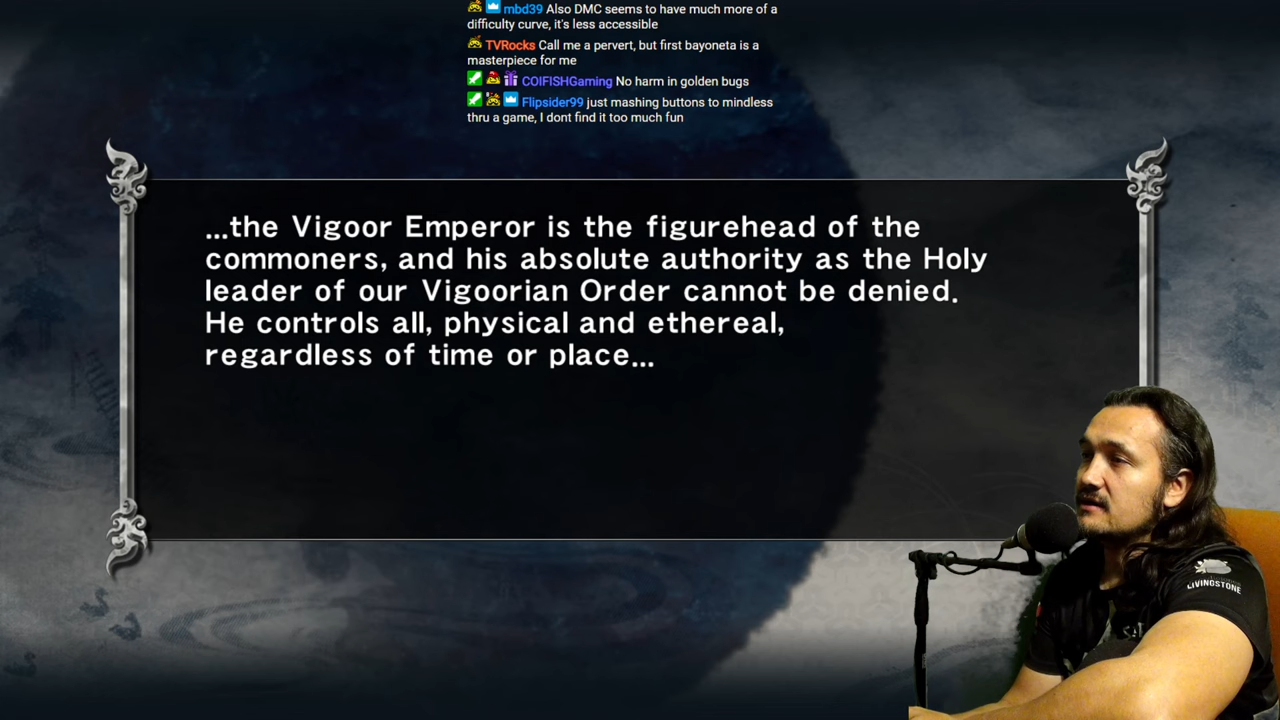 mbd39 Also DMC seems to have much more of a
difficulty curve, it's less accessible
TVRocks Call me a pervert, but first bayoneta is a
masterpiece for me
COIFISHGaming No harm in golden bugs
Flipsider99 just mashing buttons to mindless
thru a game, I dont find it too much fun
...the Vigoor Emperor is the figurehead of the
commoners, and his absolute authority as the Holy
leader of our Vigoorian Order cannot be denied.
He controls all, physical and ethereal,
regardless of time or place...
LIVINGSTONE